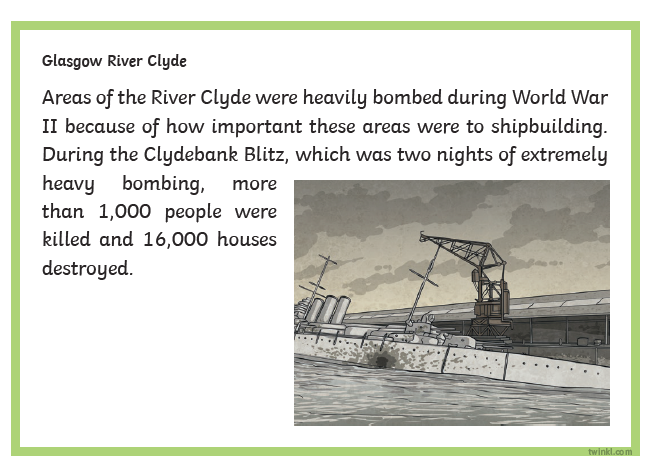 Glasgow River Clyde
Areas of the River Clyde were heavily bombed during World War
II because of how important these areas were to shipbuilding.
During the Clydebank Blitz, which was two nights of extremely
heavy bombing, more
than 1,000 people were
killed and 16,000 houses
destroyed.
twinkl.com